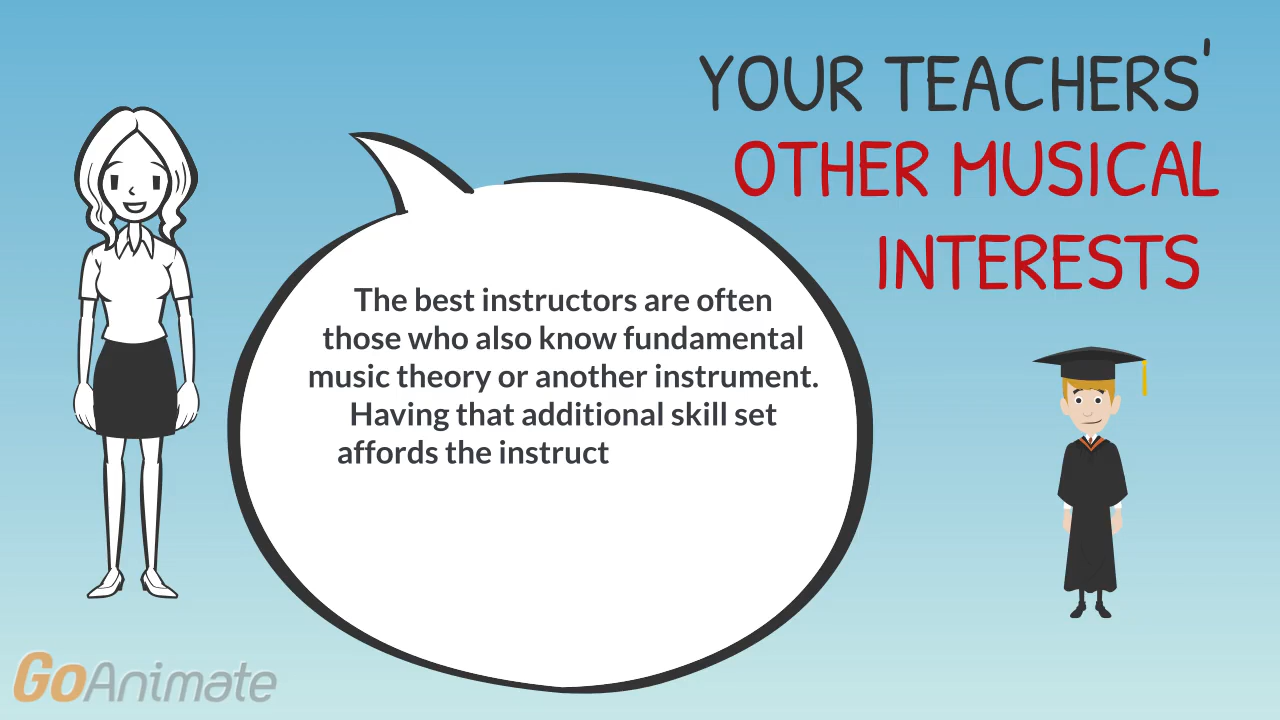 YOUR TEACHERS'
OTHER MUSICAL
INTERESTS
The best instructors are often
those who also know fundamental
music theory or another instrument.
Having that additional skill set
affords the instruct
GoAnimate